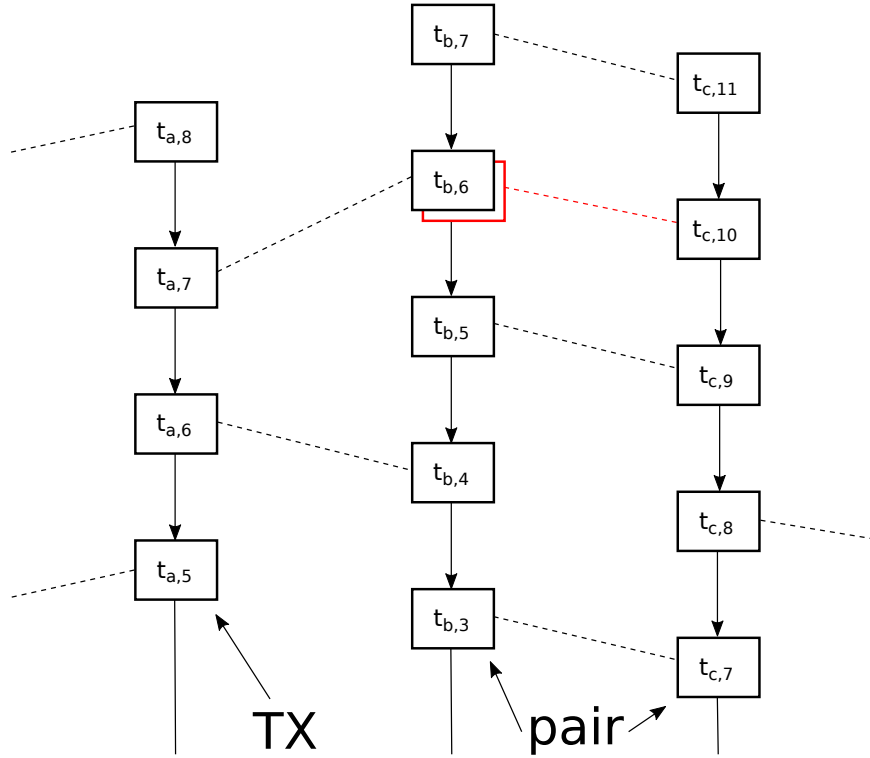 t_b,7
t_c,11
t_a,8
t_b,6
t_c,10
t_a,7
t_b,5
t_c,9
t_a,6
t_b,4
t_c,8
t_a,5
t_b,3
t_c,7
TX
pair